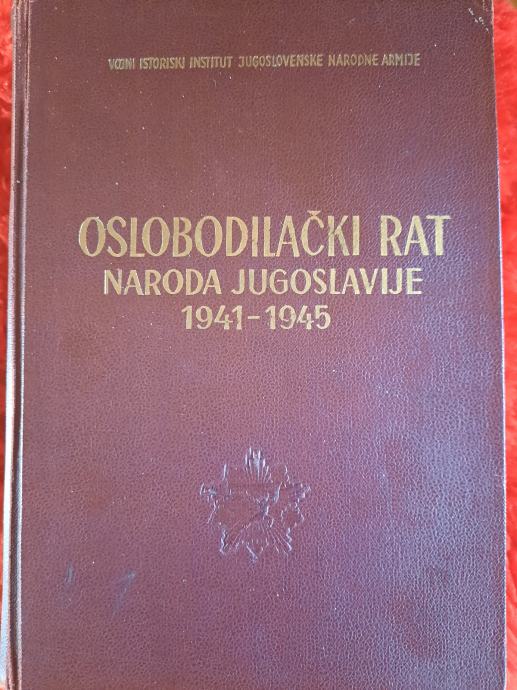 VOJNI ISTORISKI INSTITUT JUGOSLOVENSKE NARODNE ARMIJE
OSLOBODILAČKI RAT
NARODA JUGOSLAVIJE
1941-1945